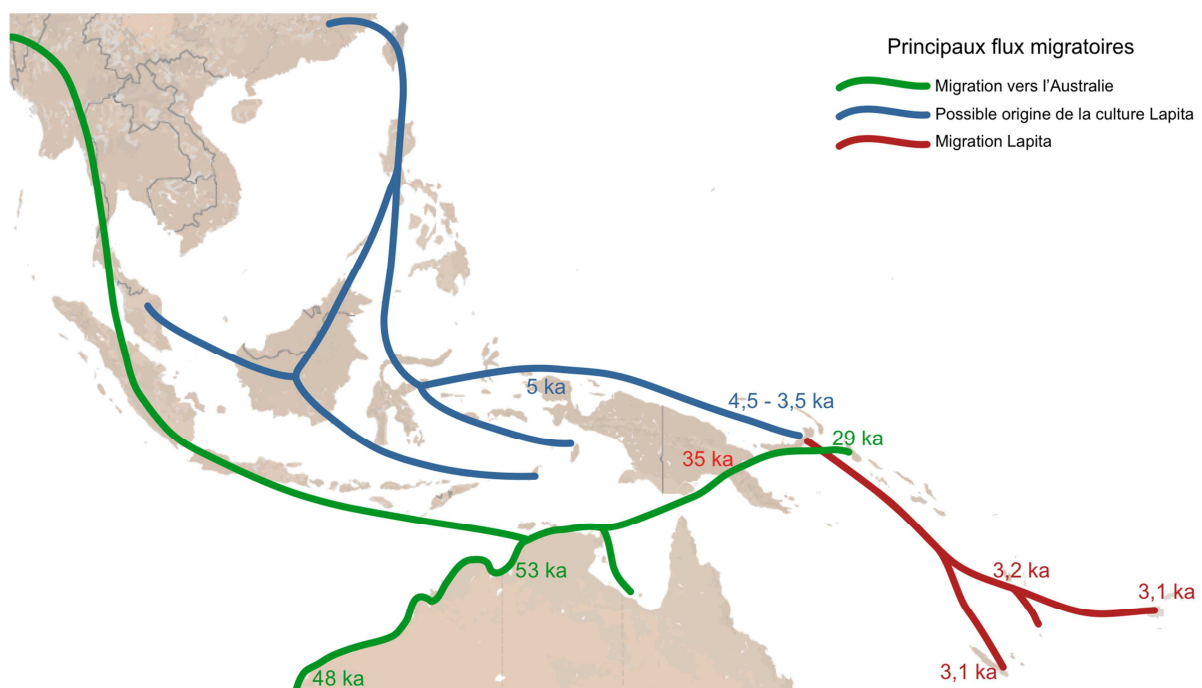 Principaux flux migratoires
Migration vers l'Australie
Possible origine de la culture Lapita
Migration Lapita
5 ka
4,5 - 3,5 ka
29 ka
35 ka
53 ka
3,2 ka
3,1 ka
3,1 ka
48 ka